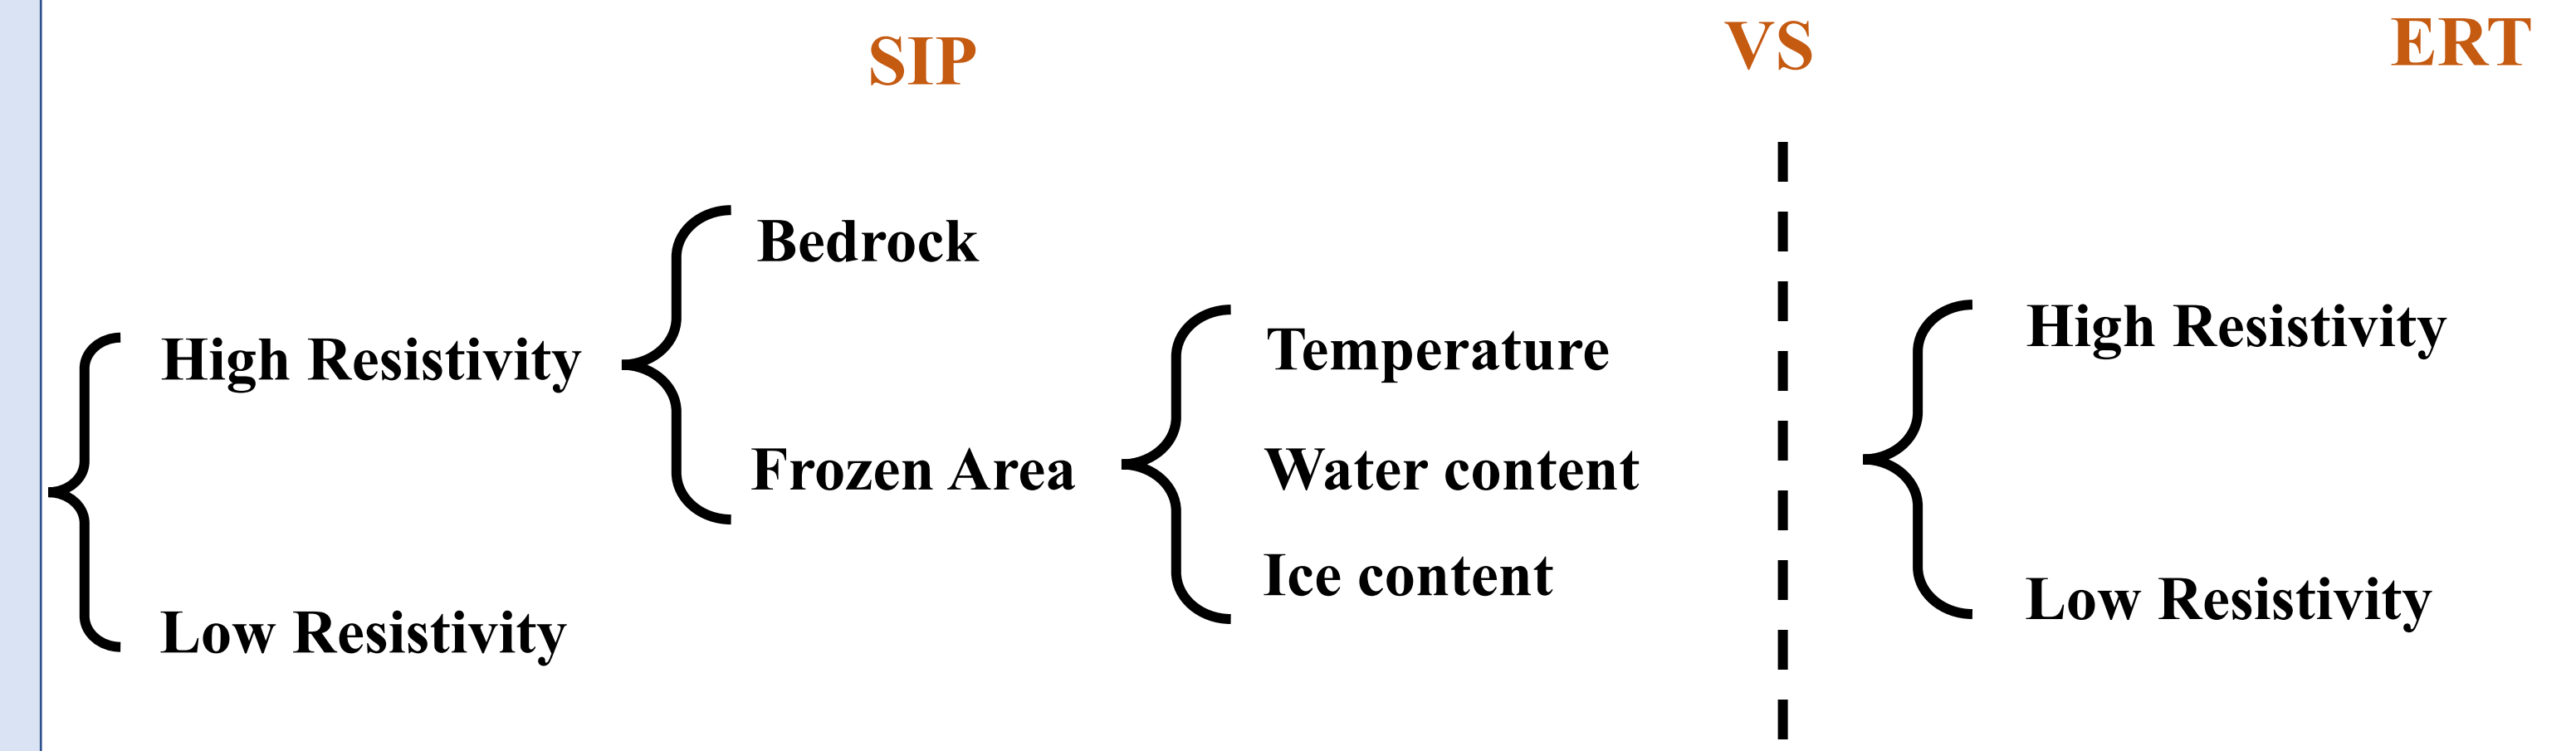 SIP
VS
ERT
High Resistivity
Low Resistivity
Bedrock
Frozen Area
Temperature
Water content
Ice content
High Resistivity
Low Resistivity